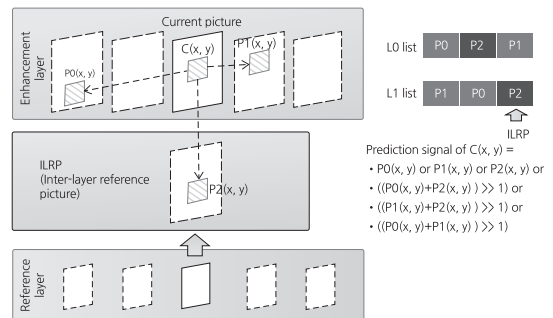 Current picture
Enhancement
layer
P0(x, y)
C(x, y)
P1(x, y)
L0 list P0 P2 P1
L1 list P1 P0 P2
ILRP
ILRP
(Inter-layer reference
picture)
P2(x, y)
Prediction signal of C(x, y) =
• P0(x, y) or P1(x, y) or P2(x, y) or
• ((P0(x, y)+P2(x, y) ) >> 1) or
• ((P1(x, y)+P2(x, y) ) >> 1) or
• ((P0(x, y)+P1(x, y) ) >> 1)
Reference
layer